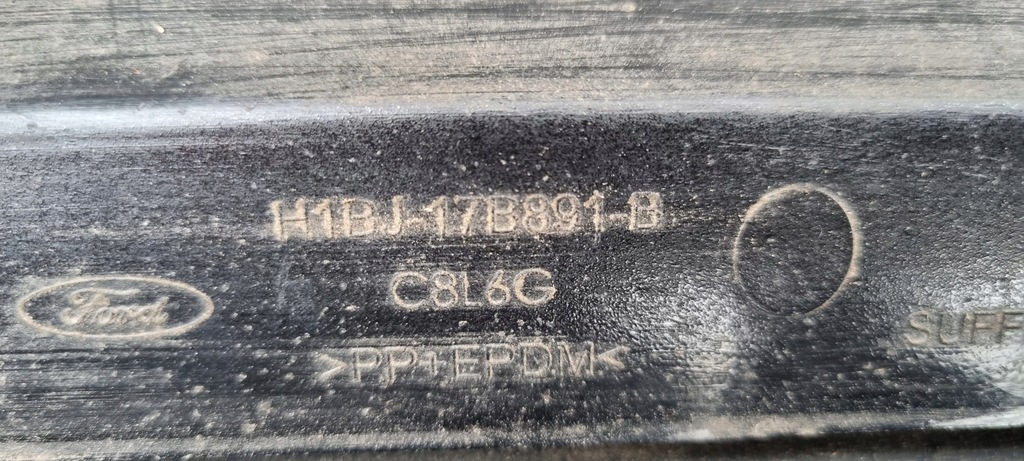 H1BJ-17B891-B
C8L6G
Ford
>PP+EPDM<
SUFF